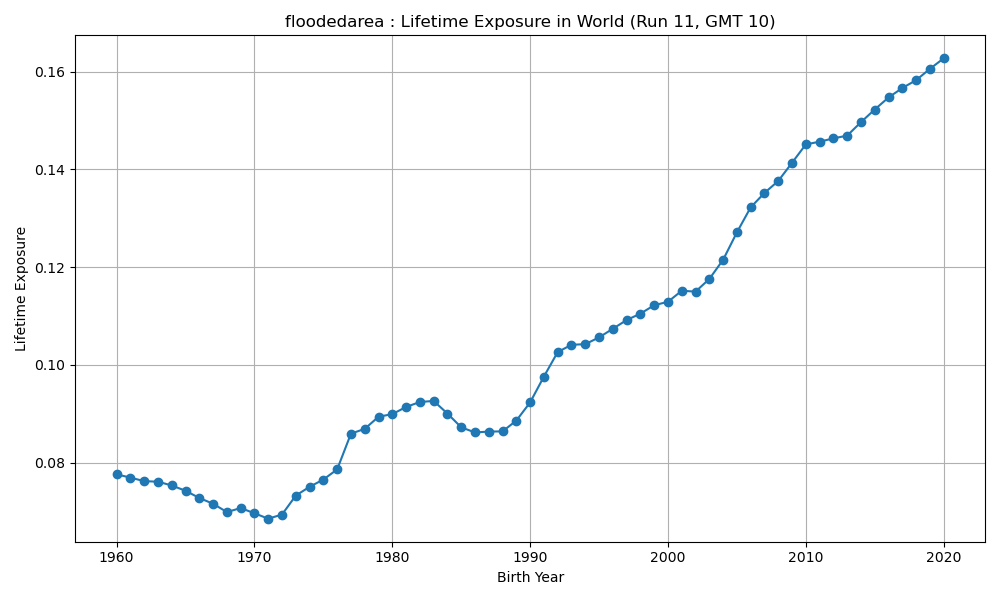 floodedarea : Lifetime Exposure in World (Run 11, GMT 10)
Lifetime Exposure
0.16
0.14
0.12
0.10
0.08
1960 1970 1980 1990 2000 2010 2020
Birth Year